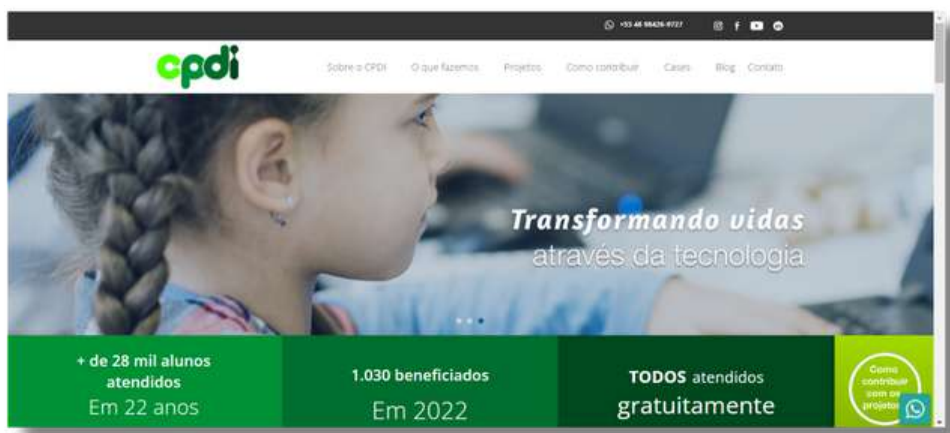 +55 48 98426-9727
cpdi
Sobre o CPDI O que fazemos Projetos Como contribuir Cases Blog Contato
Transformando vidas
através da tecnologia
+ de 28 mil alunos
atendidos
Em 22 anos
1.030 beneficiados
Em 2022
TODOS atendidos
gratuitamente
Como
contribuir
com os
projetos